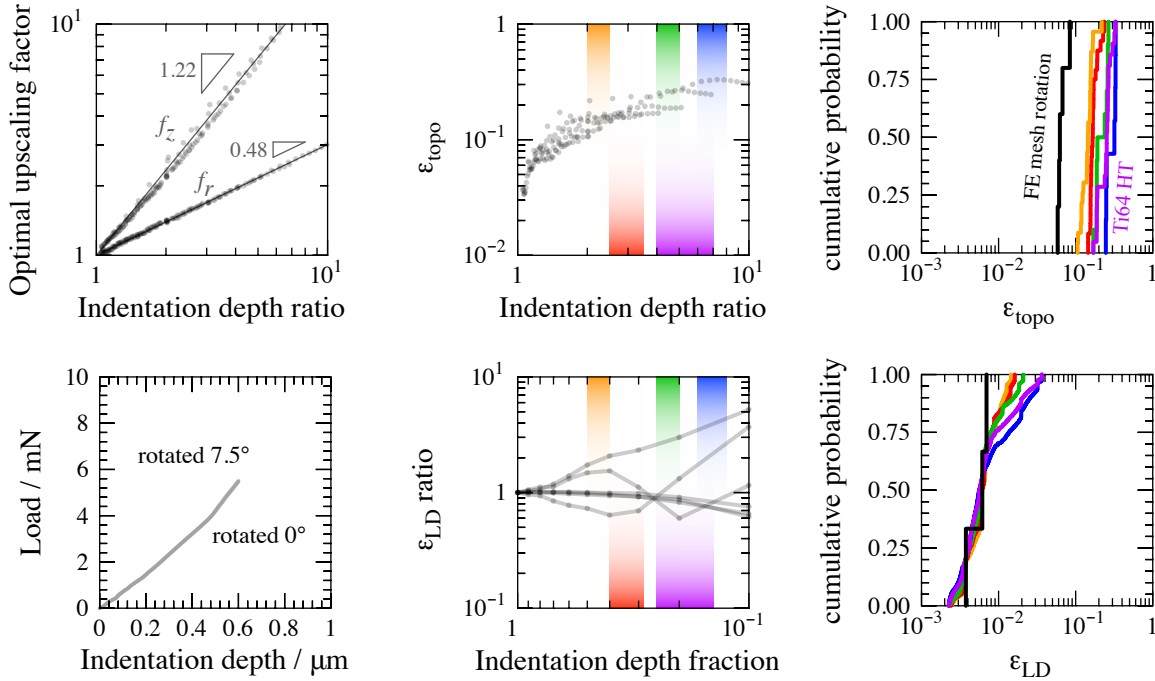 Optimal upscaling factor
10¹
1
1.22
0.48
f_z
f_r
1
10¹
Indentation depth ratio
ε_topo
10⁰
10⁻¹
10⁻²
1
10¹
Indentation depth ratio
cumulative probability
1.00
0.75
0.50
0.25
0.00
FE mesh rotation
Ti64 HT
10⁻³
10⁻²
10⁻¹
1
ε_topo
Load / mN
10
8
6
4
2
0
rotated 7.5°
rotated 0°
0
0.2
0.4
0.6
0.8
1
Indentation depth / μm
ε_LD ratio
10¹
1
10⁻¹
1
10⁻¹
Indentation depth fraction
cumulative probability
1.00
0.75
0.50
0.25
0.00
10⁻³
10⁻²
10⁻¹
1
ε_LD